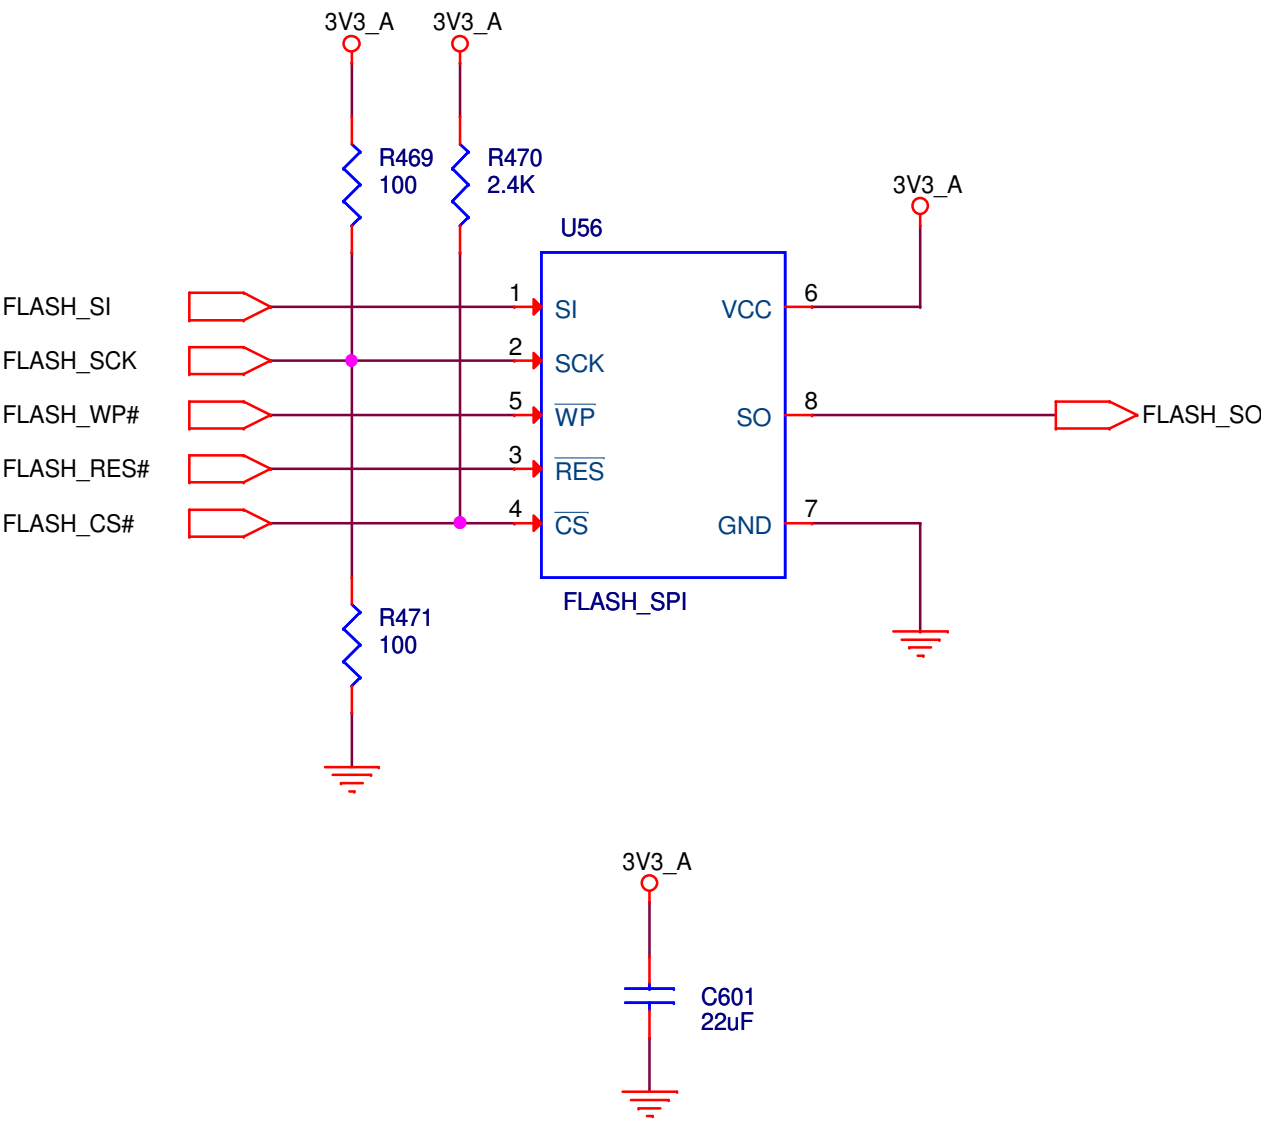 3V3_A
3V3_A
R469
100
R470
2.4K
3V3_A
U56
FLASH_SI
1
SI
VCC
6
FLASH_SCK
2
SCK
FLASH_WP#
5
WP
SO
8
FLASH_SO
FLASH_RES#
3
RES
FLASH_CS#
4
CS
GND
7
FLASH_SPI
R471
100
3V3_A
C601
22uF